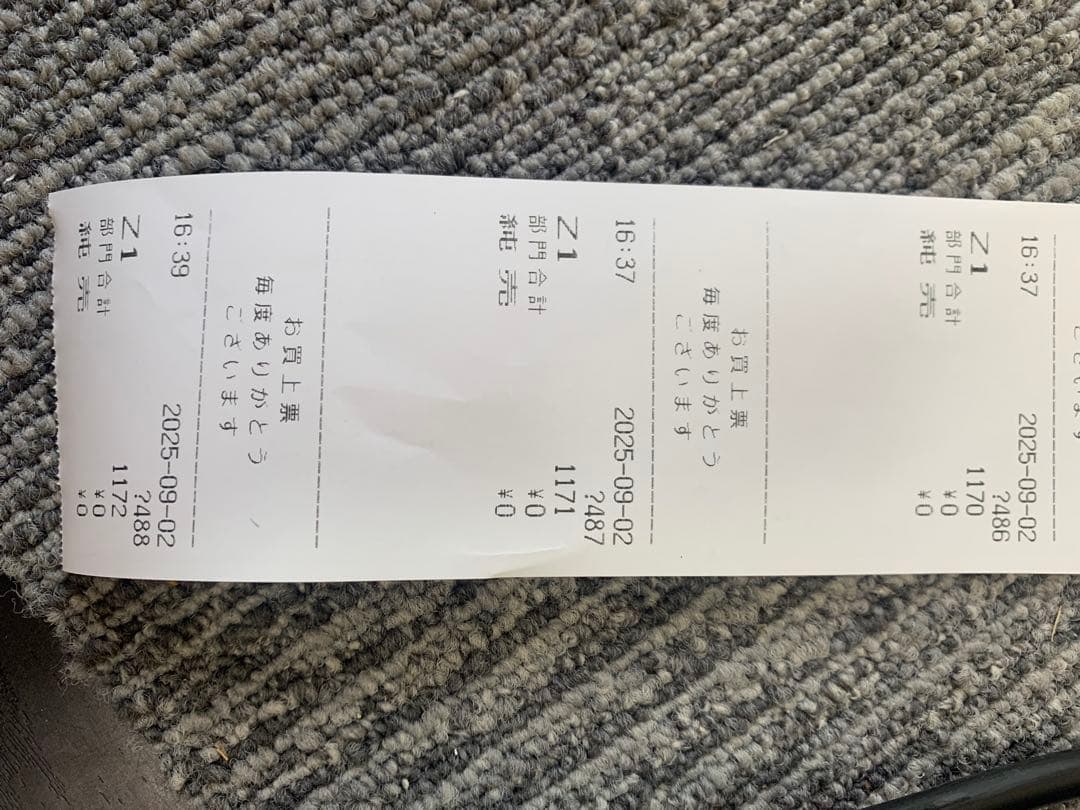 16:37 2025-09-02
?486
Z1 1170
部門合計 ¥0
純売 ¥0
お買上票
毎度ありがとう
ございます
16:37 2025-09-02
?487
Z1 1171
部門合計 ¥0
純売 ¥0
お買上票
毎度ありがとう
ございます
16:39 2025-09-02
?488
Z1 1172
部門合計 ¥0
純売 ¥0